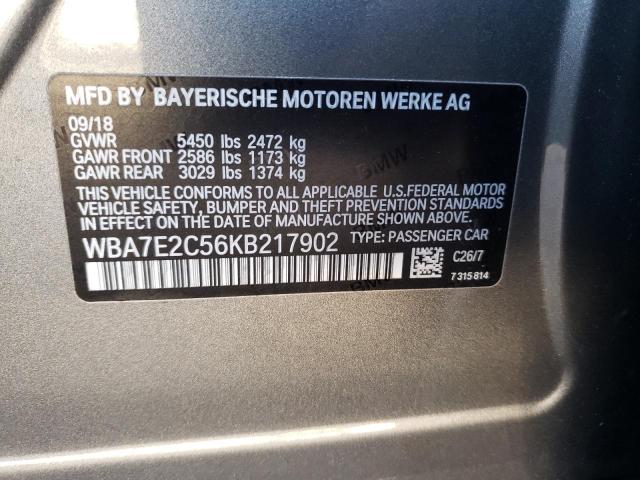 MFD BY BAYERISCHE MOTOREN WERKE AG
09/18
GVWR 5450 lbs 2472 kg
GAWR FRONT 2586 lbs 1173 kg
GAWR REAR 3029 lbs 1374 kg
THIS VEHICLE CONFORMS TO ALL APPLICABLE U.S.FEDERAL MOTOR
VEHICLE SAFETY, BUMPER AND THEFT PREVENTION STANDARDS
IN EFFECT ON THE DATE OF MANUFACTURE SHOWN ABOVE.
WBA7E2C56KB217902 TYPE: PASSENGER CAR
C26/7
7 315 814
BMW